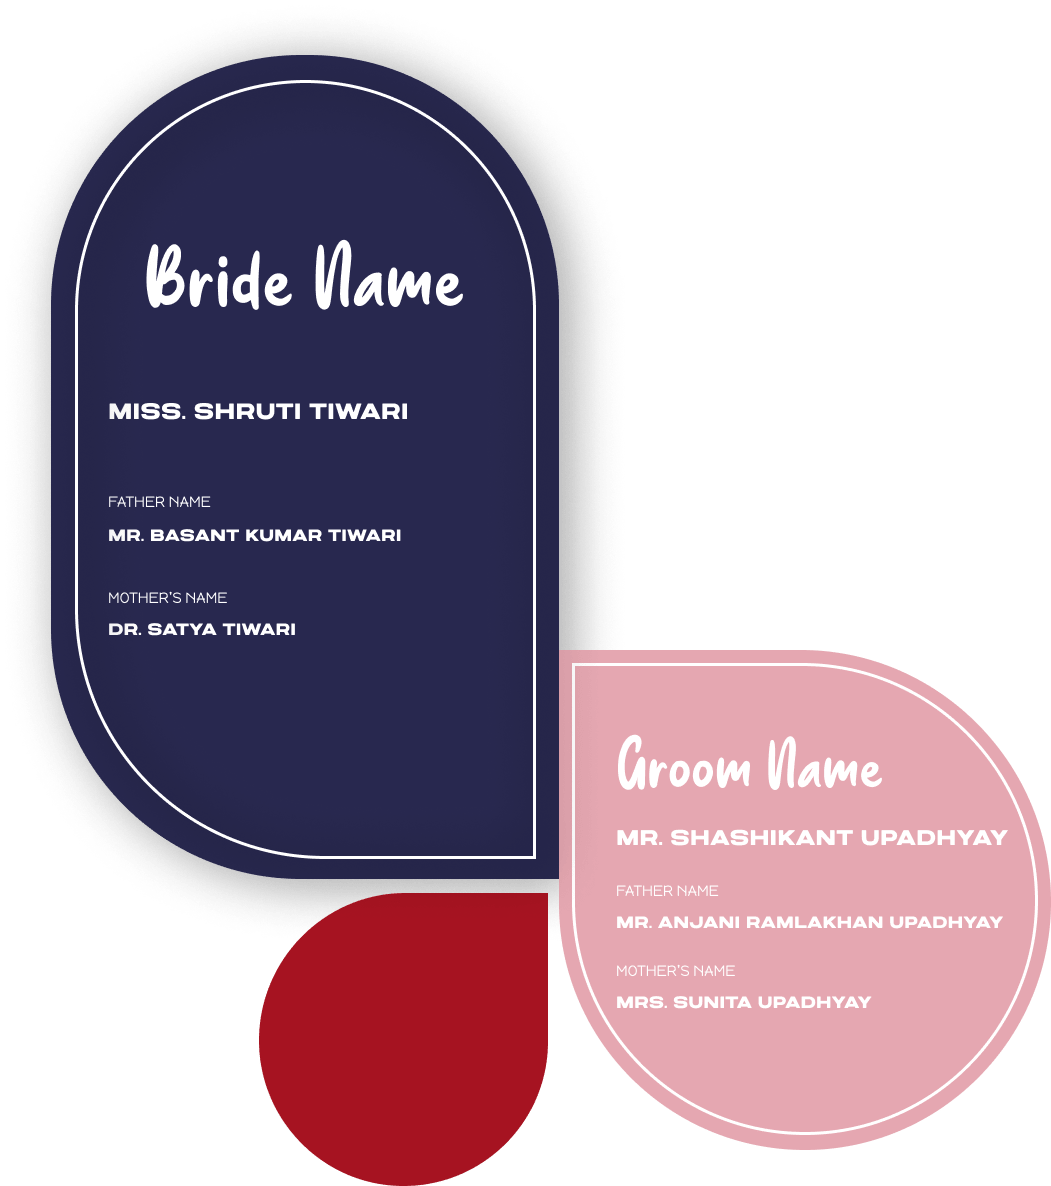 Bride Name
MISS. SHRUTI TIWARI
FATHER NAME
MR. BASANT KUMAR TIWARI
MOTHER'S NAME
DR. SATYA TIWARI
Groom Name
MR. SHASHIKANT UPADHYAY
FATHER NAME
MR. ANJANI RAMLAKHAN UPADHYAY
MOTHER'S NAME
MRS. SUNITA UPADHYAY